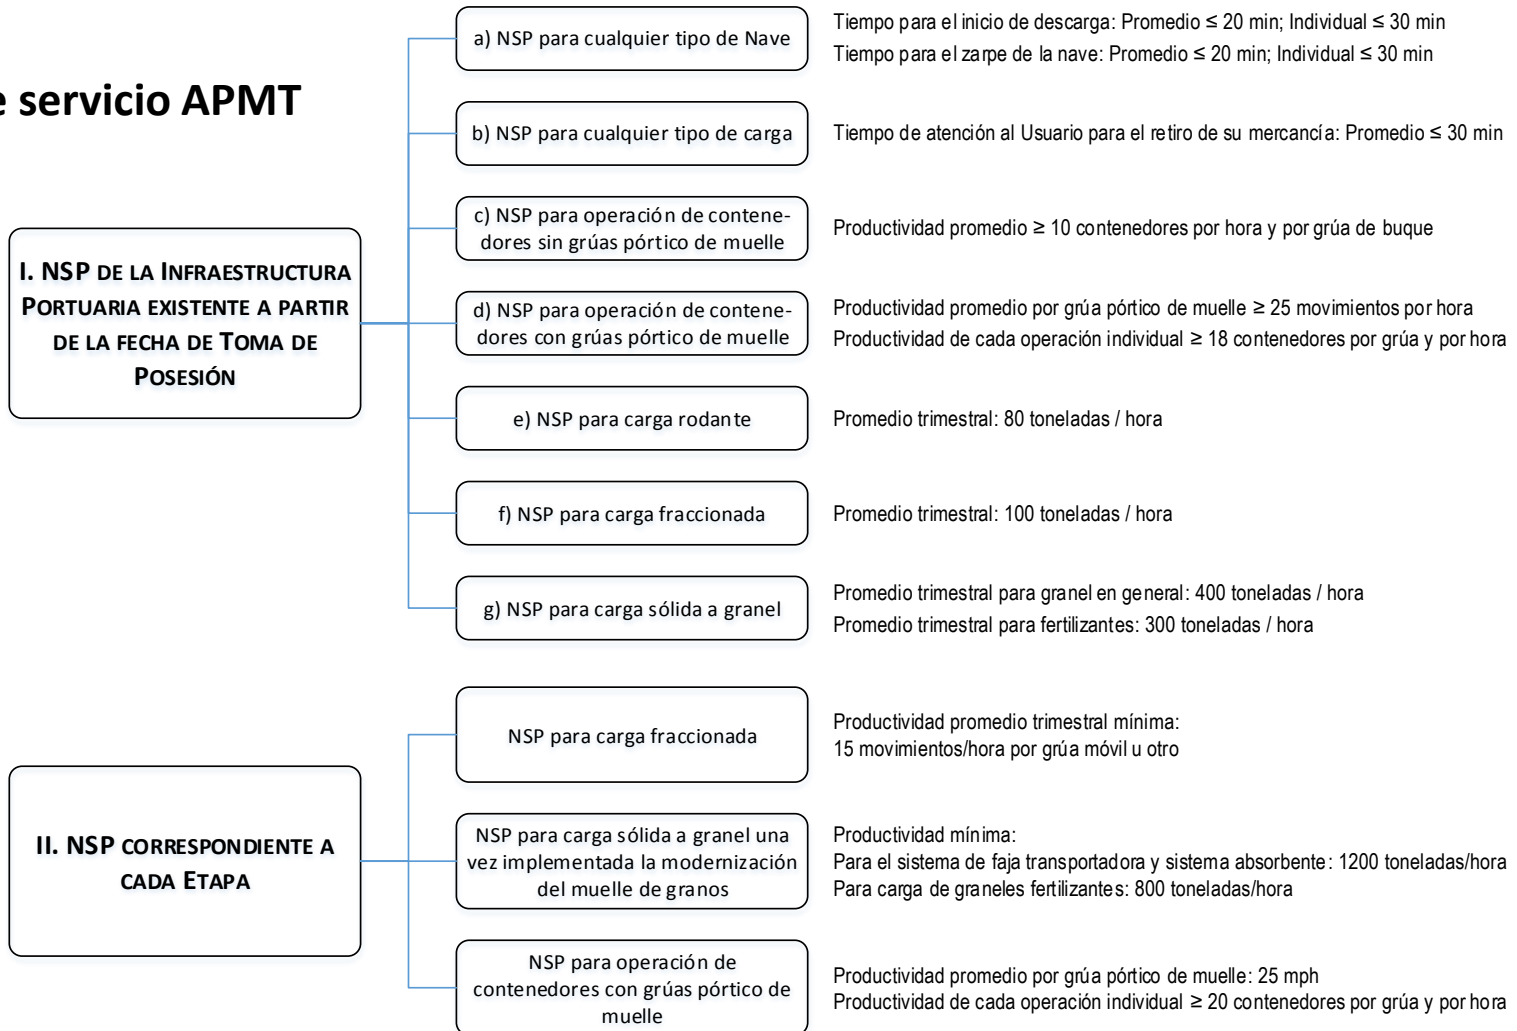 e servicio APMT
I. NSP DE LA INFRAESTRUCTURA
PORTUARIA EXISTENTE A PARTIR
DE LA FECHA DE TOMA DE
POSESIÓN
a) NSP para cualquier tipo de Nave
Tiempo para el inicio de descarga: Promedio ≤ 20 min; Individual ≤ 30 min
Tiempo para el zarpe de la nave: Promedio ≤ 20 min; Individual ≤ 30 min
b) NSP para cualquier tipo de carga
Tiempo de atención al Usuario para el retiro de su mercancía: Promedio ≤ 30 min
c) NSP para operación de contene-
dores sin grúas pórtico de muelle
Productividad promedio ≥ 10 contenedores por hora y por grúa de buque
d) NSP para operación de contene-
dores con grúas pórtico de muelle
Productividad promedio por grúa pórtico de muelle ≥ 25 movimientos por hora
Productividad de cada operación individual ≥ 18 contenedores por grúa y por hora
e) NSP para carga rodante
Promedio trimestral: 80 toneladas / hora
f) NSP para carga fraccionada
Promedio trimestral: 100 toneladas / hora
g) NSP para carga sólida a granel
Promedio trimestral para granel en general: 400 toneladas / hora
Promedio trimestral para fertilizantes: 300 toneladas / hora
II. NSP CORRESPONDIENTE A
CADA ETAPA
NSP para carga fraccionada
Productividad promedio trimestral mínima:
15 movimientos/hora por grúa móvil u otro
NSP para carga sólida a granel una
vez implementada la modernización
del muelle de granos
Productividad mínima:
Para el sistema de faja transportadora y sistema absorbente: 1200 toneladas/hora
Para carga de graneles fertilizantes: 800 toneladas/hora
NSP para operación de
contenedores con grúas pórtico de
muelle
Productividad promedio por grúa pórtico de muelle: 25 mph
Productividad de cada operación individual ≥ 20 contenedores por grúa y por hora